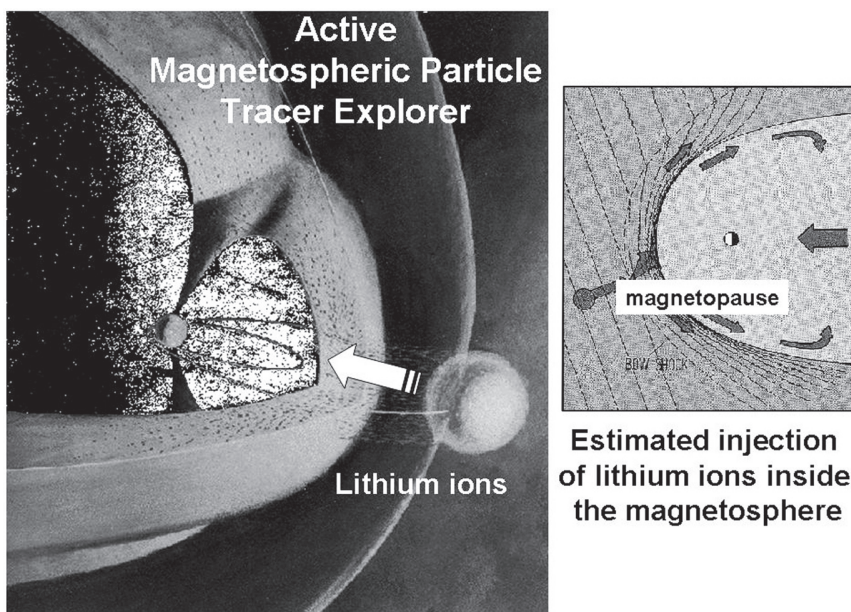 Active
Magnetospheric Particle
Tracer Explorer
Lithium ions
magnetopause
BOW SHOCK
Estimated injection
of lithium ions inside
the magnetosphere